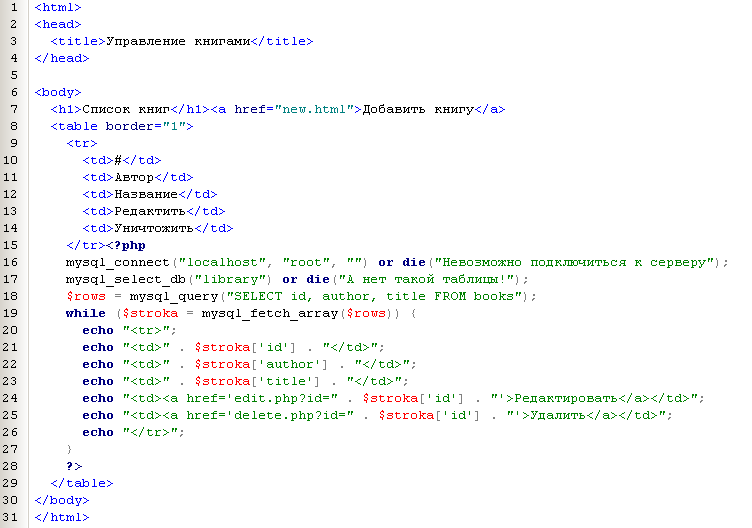 1 <html>
2 <head>
3   <title>Управление книгами</title>
4 </head>
5
6 <body>
7   <h1>Список книг</h1><a href="new.html">Добавить книгу</a>
8   <table border="1">
9     <tr>
10       <td>#</td>
11       <td>Автор</td>
12       <td>Название</td>
13       <td>Редактить</td>
14       <td>Уничтожить</td>
15     </tr><?php
16     mysql_connect("localhost", "root", "") or die("Невозможно подключиться к серверу");
17     mysql_select_db("library") or die("А нет такой таблицы!");
18     $rows = mysql_query("SELECT id, author, title FROM books");
19     while ($stroka = mysql_fetch_array($rows)) {
20       echo "<tr>";
21       echo "<td>" . $stroka['id'] . "</td>";
22       echo "<td>" . $stroka['author'] . "</td>";
23       echo "<td>" . $stroka['title'] . "</td>";
24       echo "<td><a href='edit.php?id=" . $stroka['id'] . "'>Редактировать</a></td>";
25       echo "<td><a href='delete.php?id=" . $stroka['id'] . "'>Удалить</a></td>";
26       echo "</tr>";
27     }
28     ?>
29   </table>
30 </body>
31 </html>